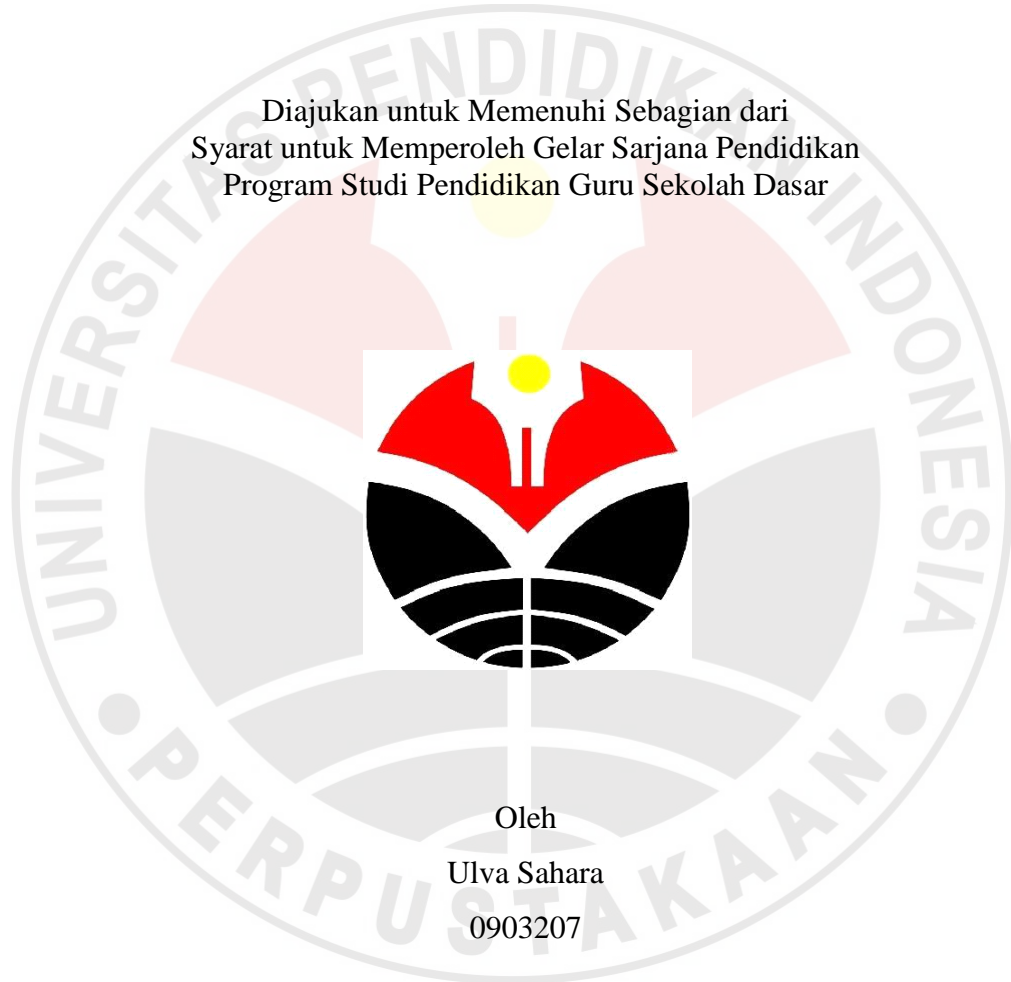 Diajukan untuk Memenuhi Sebagian dari
Syarat untuk Memperoleh Gelar Sarjana Pendidikan
Program Studi Pendidikan Guru Sekolah Dasar
UNIVERSITAS PENDIDIKAN INDONESIA
Oleh
Ulva Sahara
0903207
PERPUSTAKAAN